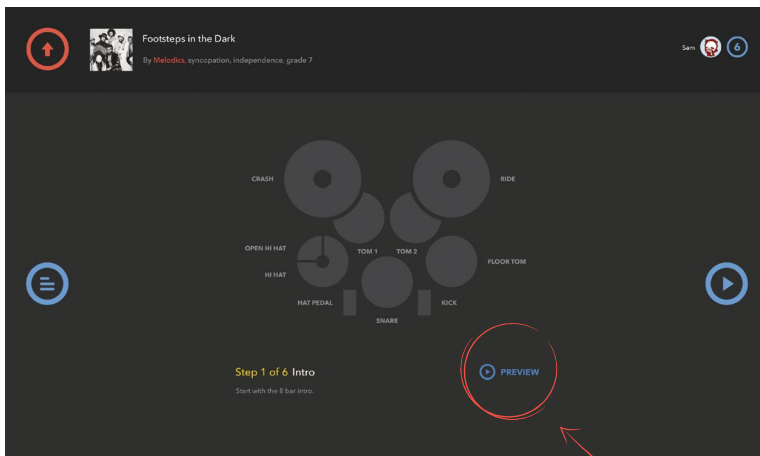 Footsteps in the Dark
By Melodics, syncopation, independence, grade 7
Sam
6
CRASH
RIDE
OPEN HI HAT
TOM 1
TOM 2
FLOOR TOM
HI HAT
HAT PEDAL
KICK
SNARE
Step 1 of 6 Intro
PREVIEW
Start with the 8 bar intro.